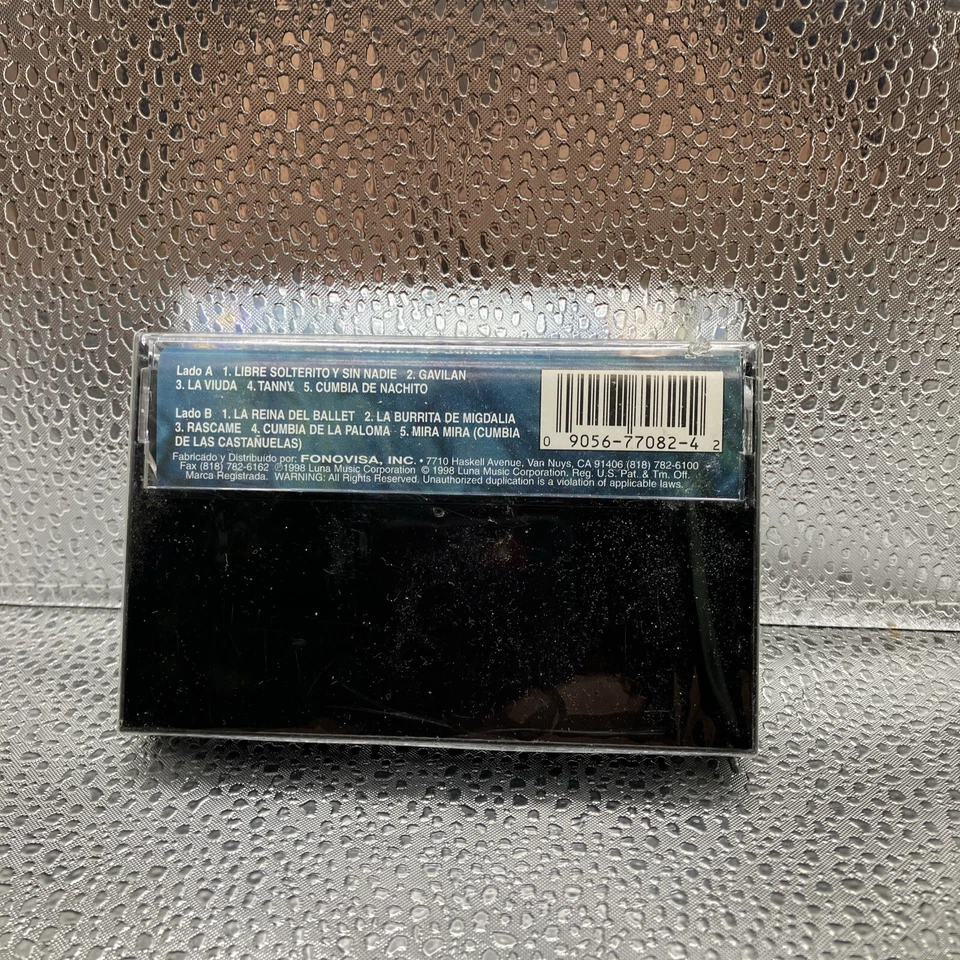 Lado A 1. LIBRE SOLTERITO Y SIN NADIE 2. GAVILAN
3. LA VIUDA 4. TANNY. 5. CUMBIA DE NACHITO
Lado B 1. LA REINA DEL BALLET 2. LA BURRITA DE MIGDALIA
3. RASCAME 4. CUMBIA DE LA PALOMA 5. MIRA MIRA (CUMBIA
DE LAS CASTAÑUELAS)
0 9056-77082-4 2
Fabricado y Distribuido por: FONOVISA, INC. • 7710 Haskell Avenue, Van Nuys, CA 91406 (818) 782-6100
Fax (818) 782-6162 ℗1998 Luna Music Corporation © 1998 Luna Music Corporation. Reg. U.S. Pat. & Tm. Off.
Marca Registrada. WARNING: All Rights Reserved. Unauthorized duplication is a violation of applicable laws.